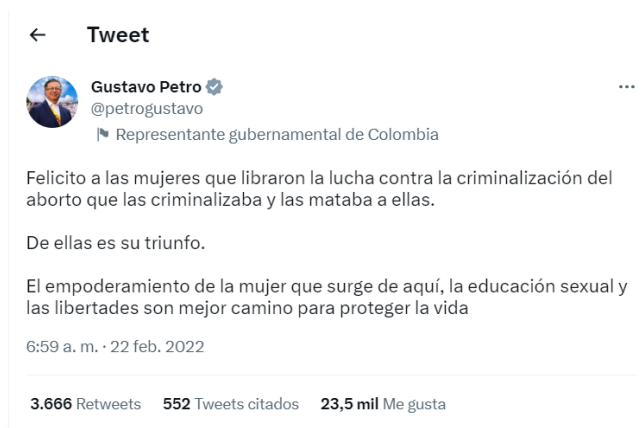 Tweet
Gustavo Petro
@petrogustavo
Representante gubernamental de Colombia
Felicito a las mujeres que libraron la lucha contra la criminalización del
aborto que las criminalizaba y las mataba a ellas.
De ellas es su triunfo.
El empoderamiento de la mujer que surge de aquí, la educación sexual y
las libertades son mejor camino para proteger la vida
6:59 a. m. · 22 feb. 2022
3.666 Retweets 552 Tweets citados 23,5 mil Me gusta